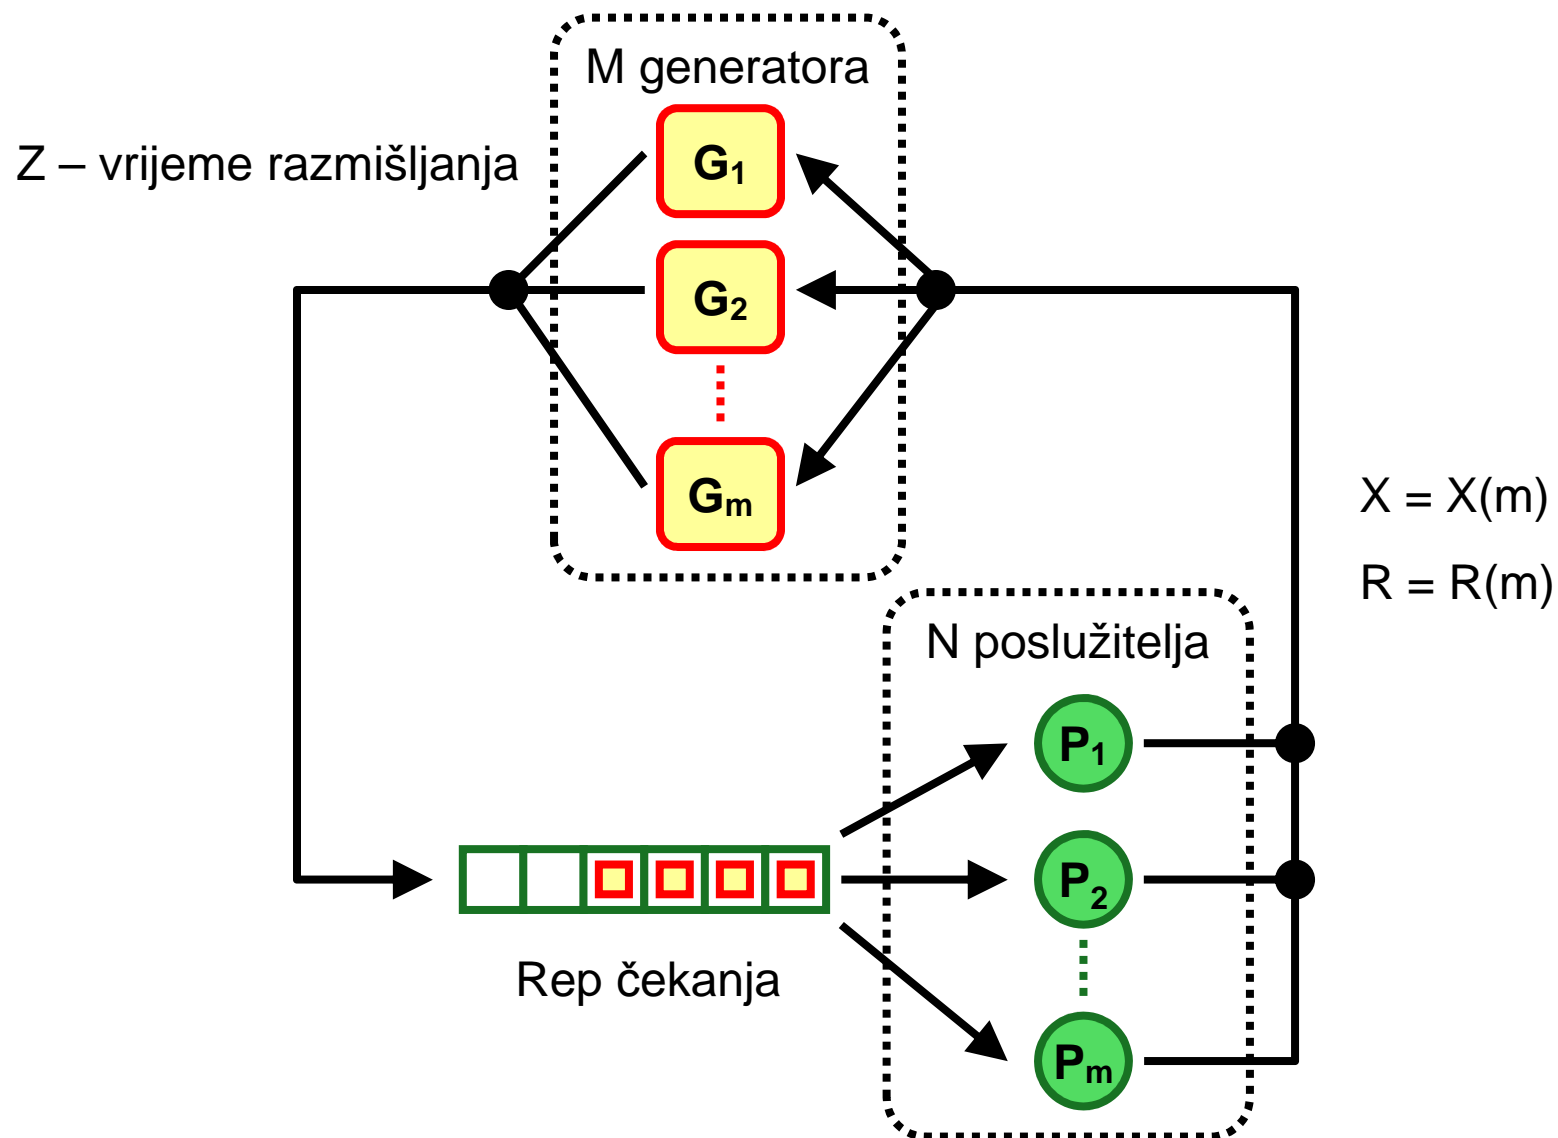 M generatora
Z – vrijeme razmišljanja
G1
G2
Gm
X = X(m)
R = R(m)
N poslužitelja
P1
P2
Pm
Rep čekanja